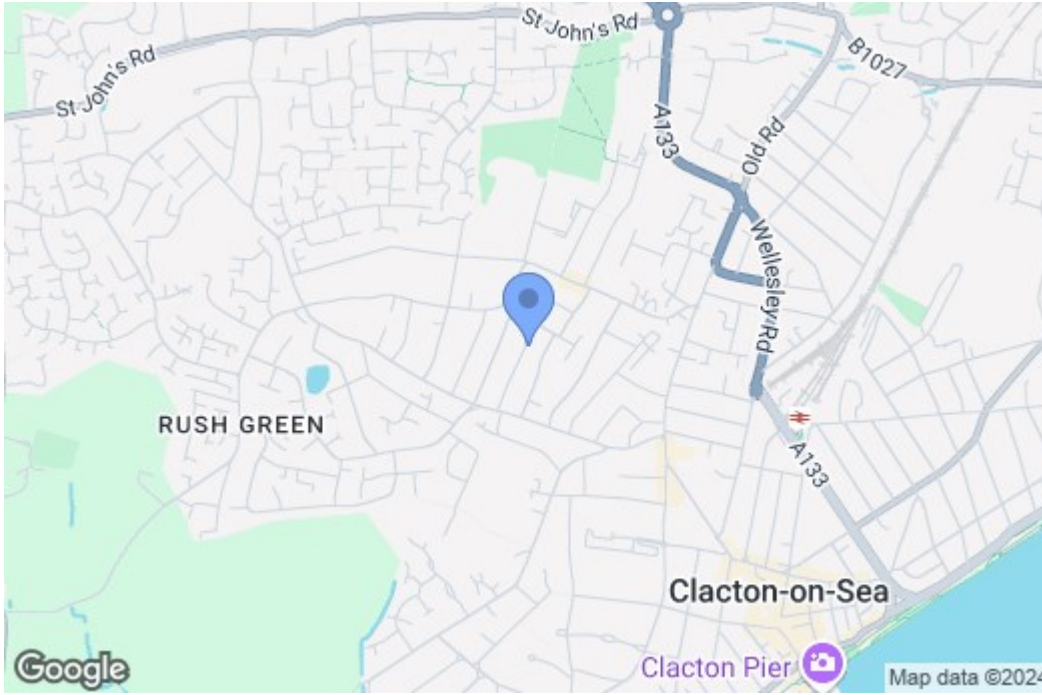 St John's Rd
St John's Rd
B1027
A133
Old Rd
Wellesley Rd
RUSH GREEN
A133
Clacton-on-Sea
Clacton Pier
Google
Map data ©2024